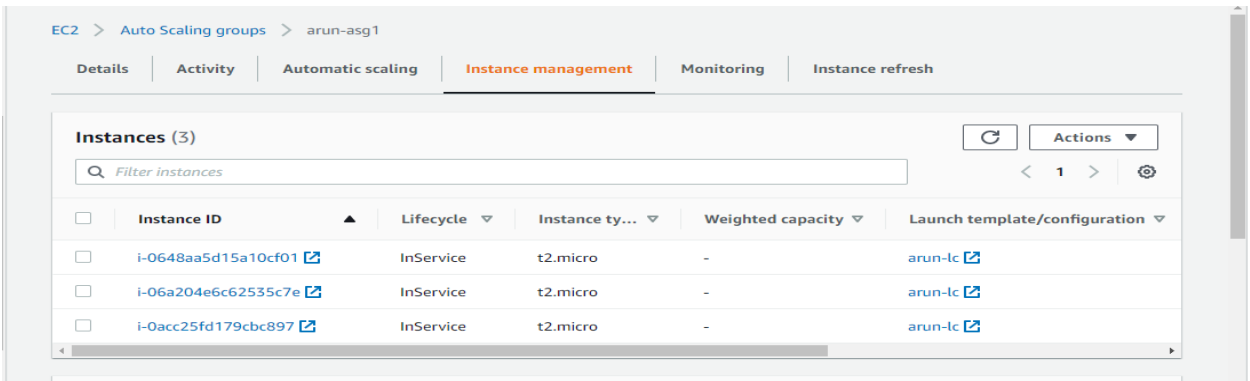 EC2 > Auto Scaling groups > arun-asg1
Details Activity Automatic scaling Instance management Monitoring Instance refresh
Instances (3) Actions
Filter instances < 1 >
Instance ID Lifecycle Instance ty... Weighted capacity Launch template/configuration
i-0648aa5d15a10cf01 InService t2.micro - arun-lc
i-06a204e6c62535c7e InService t2.micro - arun-lc
i-0acc25fd179cbc897 InService t2.micro - arun-lc